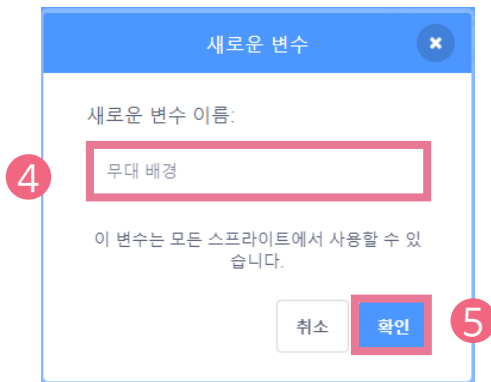 새로운 변수
새로운 변수 이름:
4
무대 배경
이 변수는 모든 스프라이트에서 사용할 수 있
습니다.
취소
확인
5